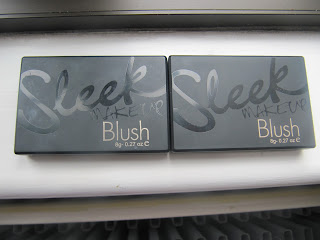 Sleek
MAKEUP
Blush
8g- 0.27 oz ℮
Sleek
MAKEUP
Blush
8g- 0.27 oz ℮